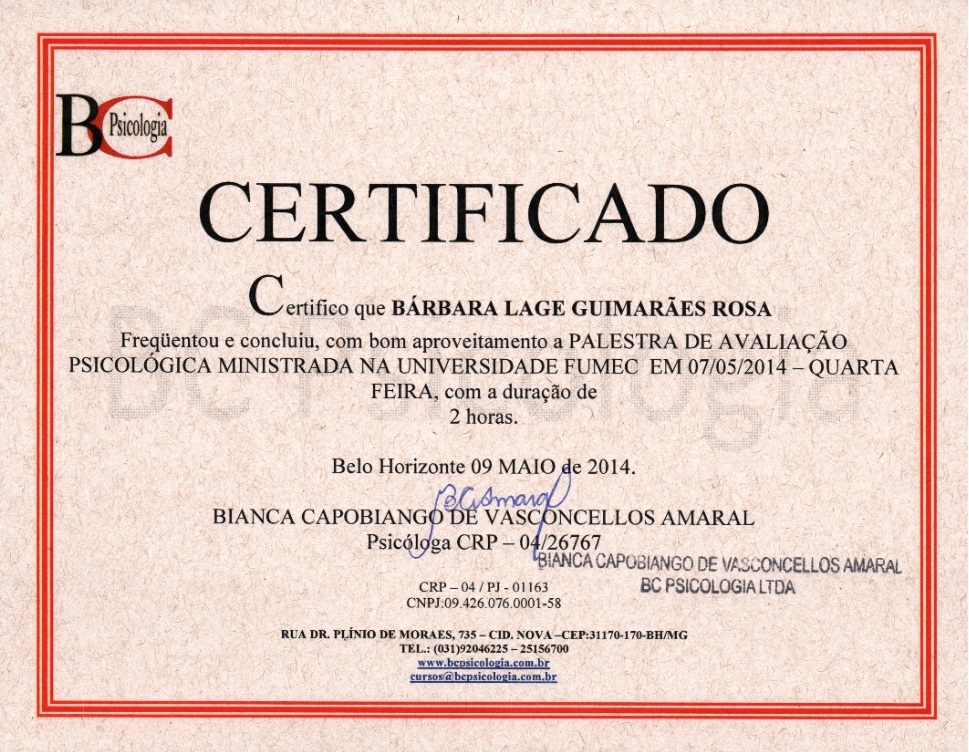 BC Psicologia
CERTIFICADO
Certifico que BÁRBARA LAGE GUIMARÃES ROSA
Freqüentou e concluiu, com bom aproveitamento a PALESTRA DE AVALIAÇÃO
PSICOLÓGICA MINISTRADA NA UNIVERSIDADE FUMEC EM 07/05/2014 – QUARTA
FEIRA, com a duração de
2 horas.
BC Psicologia
Belo Horizonte 09 MAIO de 2014.
BCAmaral
BIANCA CAPOBIANGO DE VASCONCELLOS AMARAL
Psicóloga CRP – 04/26767
BIANCA CAPOBIANGO DE VASCONCELLOS AMARAL
BC PSICOLOGIA LTDA
CRP – 04 / PJ - 01163
CNPJ:09.426.076.0001-58
RUA DR. PLÍNIO DE MORAES, 735 – CID. NOVA –CEP:31170-170-BH/MG
TEL.: (031)92046225 – 25156700
www.bcpsicologia.com.br
cursos@bcpsicologia.com.br